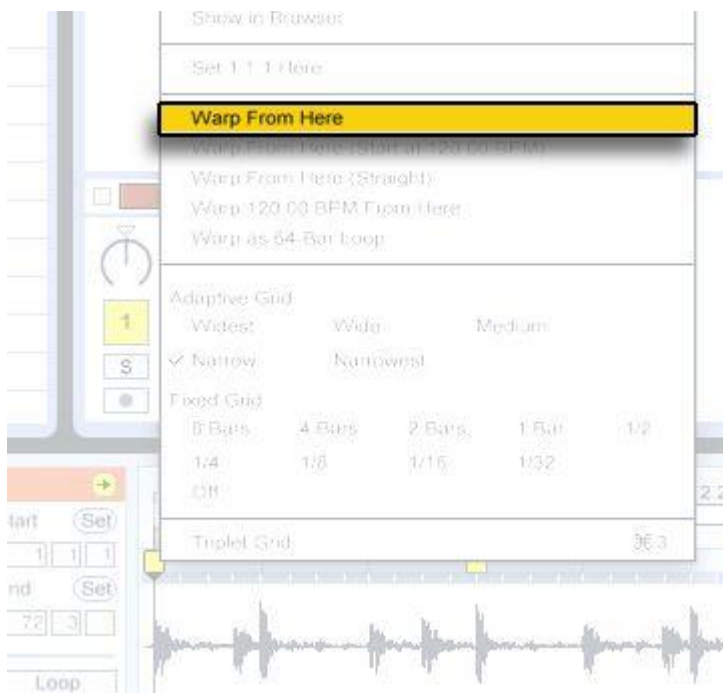 Show in Browser
Set 1.1.1 Here
Warp From Here
Warp From Here (Start at 120.00 BPM)
Warp From Here (Straight)
Warp 120.00 BPM From Here
Warp as 64-Bar Loop
Adaptive Grid
1 Widest Wide Medium
S ✓ Narrow Narrowest
Fixed Grid
8 Bars 4 Bars 2 Bars 1 Bar 1/2
1/4 1/8 1/16 1/32
Off 2.2
tart Set
Triplet Grid ⌘3
1 1 1
nd Set
72 3
Loop